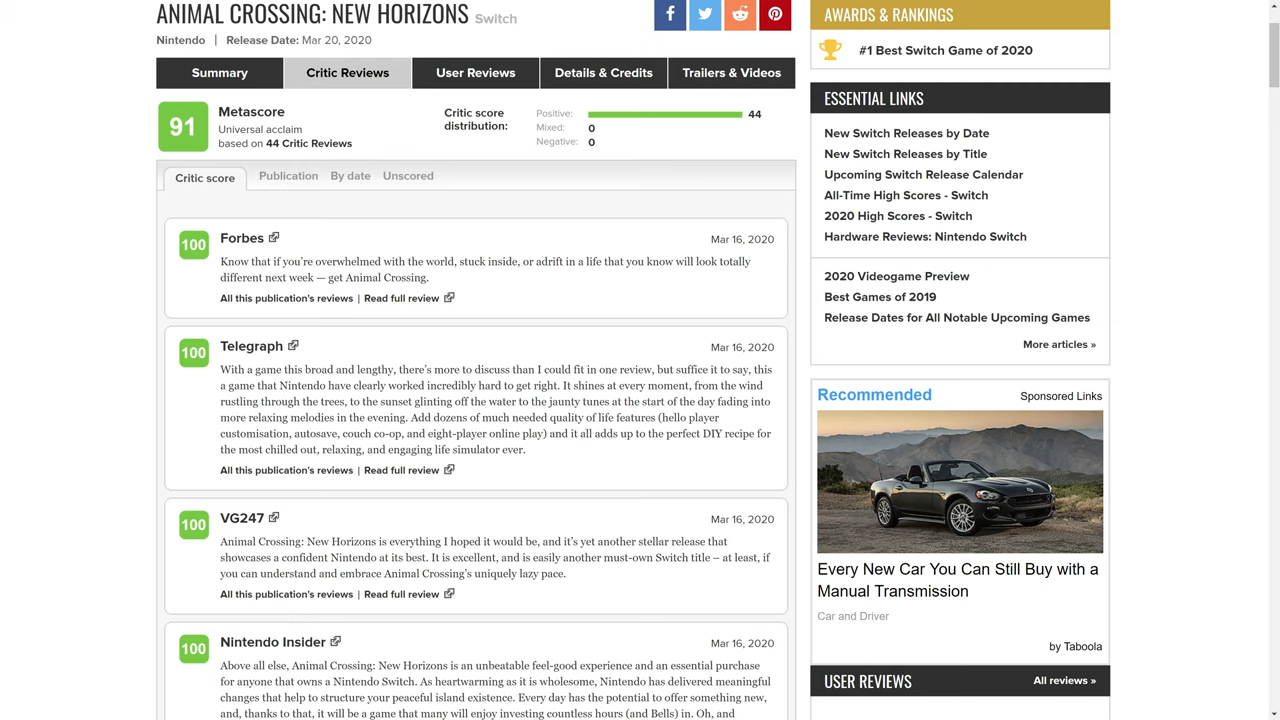 ANIMAL CROSSING: NEW HORIZONS Switch
Nintendo | Release Date: Mar 20, 2020
Summary
Critic Reviews
User Reviews
Details & Credits
Trailers & Videos
91
Metascore
Universal acclaim
based on 44 Critic Reviews
Critic score
distribution:
Positive: 44
Mixed: 0
Negative: 0
Critic score
Publication
By date
Unscored
100
Forbes
Mar 16, 2020
Know that if you’re overwhelmed with the world, stuck inside, or adrift in a life that you know will look totally
different next week — get Animal Crossing.
All this publication's reviews | Read full review
100
Telegraph
Mar 16, 2020
With a game this broad and lengthy, there’s more to discuss than I could fit in one review, but suffice it to say, this
a game that Nintendo have clearly worked incredibly hard to get right. It shines at every moment, from the wind
rustling through the trees, to the sunset glinting off the water to the jaunty tunes at the start of the day fading into
more relaxing melodies in the evening. Add dozens of much needed quality of life features (hello player
customisation, autosave, couch co-op, and eight-player online play) and it all adds up to the perfect DIY recipe for
the most chilled out, relaxing, and engaging life simulator ever.
All this publication's reviews | Read full review
100
VG247
Mar 16, 2020
Animal Crossing: New Horizons is everything I hoped it would be, and it’s yet another stellar release that
showcases a confident Nintendo at its best. It is excellent, and is easily another must-own Switch title – at least, if
you can understand and embrace Animal Crossing’s uniquely lazy pace.
All this publication's reviews | Read full review
100
Nintendo Insider
Mar 16, 2020
Above all else, Animal Crossing: New Horizons is an unbeatable feel-good experience and an essential purchase
for anyone that owns a Nintendo Switch. As heartwarming as it is wholesome, Nintendo has delivered meaningful
changes that help to structure your peaceful island existence. Every day has the potential to offer something new,
and, thanks to that, it will be a game that many will enjoy investing countless hours (and Bells) in. Oh, and
AWARDS & RANKINGS
#1 Best Switch Game of 2020
ESSENTIAL LINKS
New Switch Releases by Date
New Switch Releases by Title
Upcoming Switch Release Calendar
All-Time High Scores - Switch
2020 High Scores - Switch
Hardware Reviews: Nintendo Switch
2020 Videogame Preview
Best Games of 2019
Release Dates for All Notable Upcoming Games
More articles »
Recommended
Sponsored Links
Every New Car You Can Still Buy with a
Manual Transmission
Car and Driver
by Taboola
USER REVIEWS
All reviews »